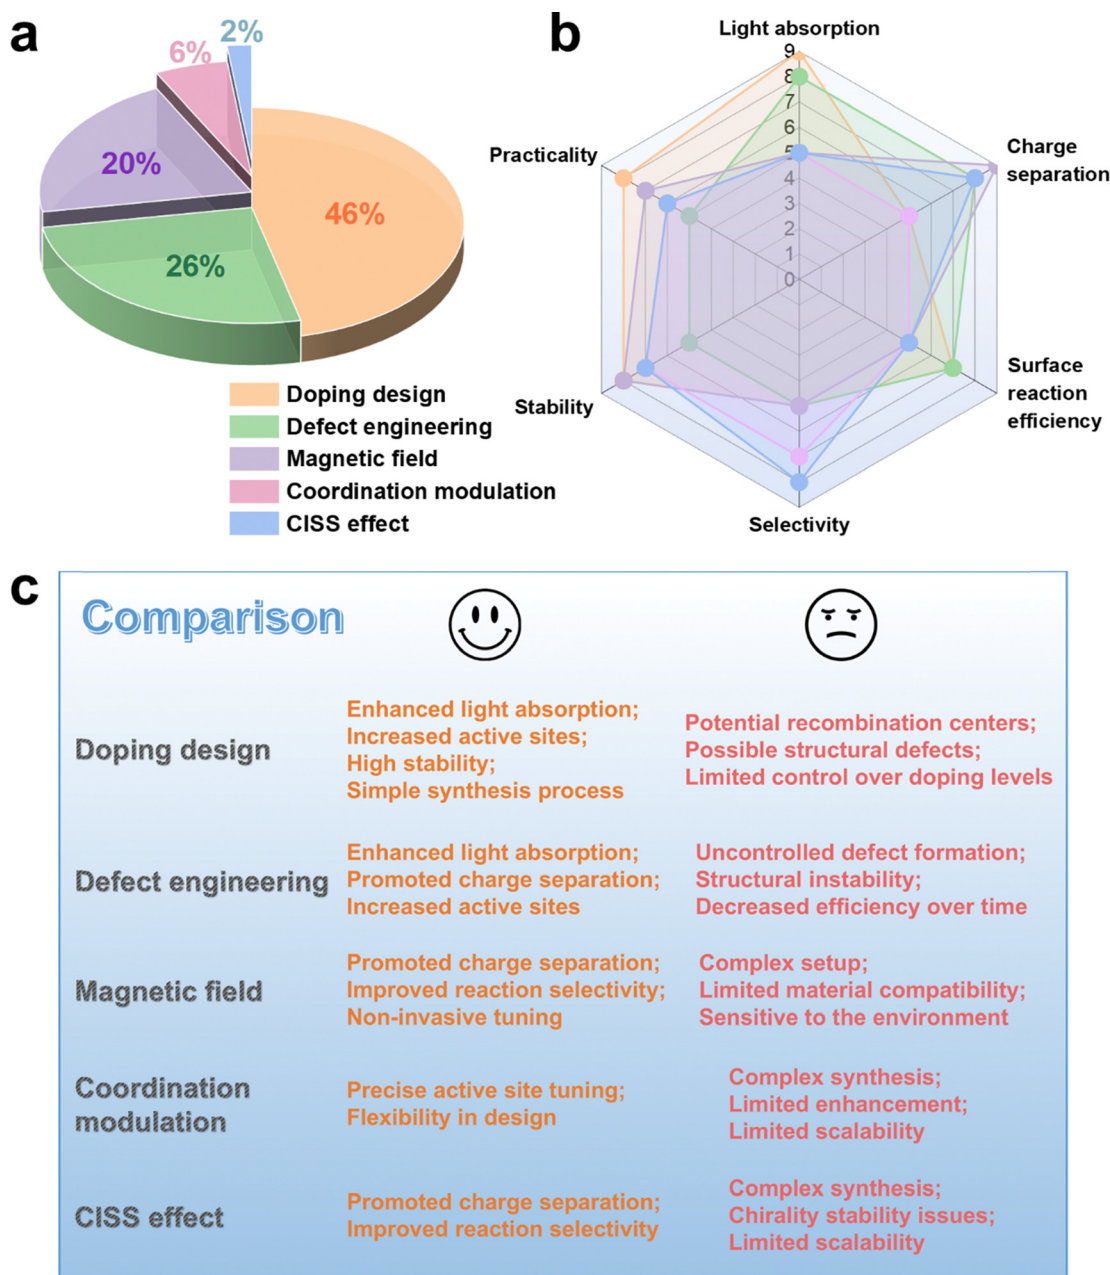 a
2%
6%
20%
46%
26%
Doping design
Defect engineering
Magnetic field
Coordination modulation
CISS effect
b
Light absorption
9
8
7
6
5
4
3
2
1
0
Practicality
Charge
separation
Surface
reaction
efficiency
Stability
Selectivity
c
Comparison
Doping design
Enhanced light absorption;
Increased active sites;
High stability;
Simple synthesis process
Potential recombination centers;
Possible structural defects;
Limited control over doping levels
Defect engineering
Enhanced light absorption;
Promoted charge separation;
Increased active sites
Uncontrolled defect formation;
Structural instability;
Decreased efficiency over time
Magnetic field
Promoted charge separation;
Improved reaction selectivity;
Non-invasive tuning
Complex setup;
Limited material compatibility;
Sensitive to the environment
Coordination
modulation
Precise active site tuning;
Flexibility in design
Complex synthesis;
Limited enhancement;
Limited scalability
CISS effect
Promoted charge separation;
Improved reaction selectivity
Complex synthesis;
Chirality stability issues;
Limited scalability